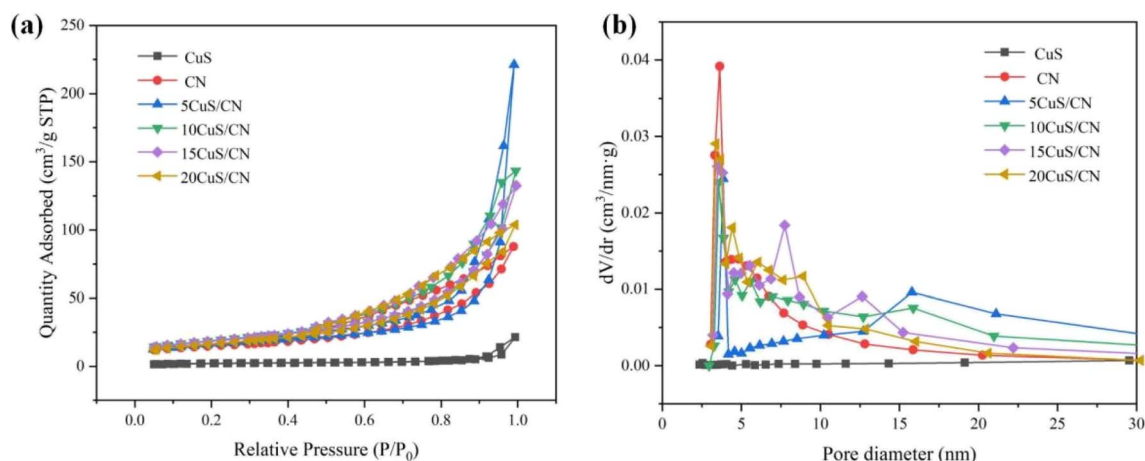 (a)
250
200
150
100
50
0
0.0 0.2 0.4 0.6 0.8 1.0
Quantity Adsorbed (cm³/g STP)
Relative Pressure (P/P₀)
CuS
CN
5CuS/CN
10CuS/CN
15CuS/CN
20CuS/CN
(b)
0.04
0.03
0.02
0.01
0.00
0 5 10 15 20 25 30
dV/dr (cm³/nm·g)
Pore diameter (nm)
CuS
CN
5CuS/CN
10CuS/CN
15CuS/CN
20CuS/CN